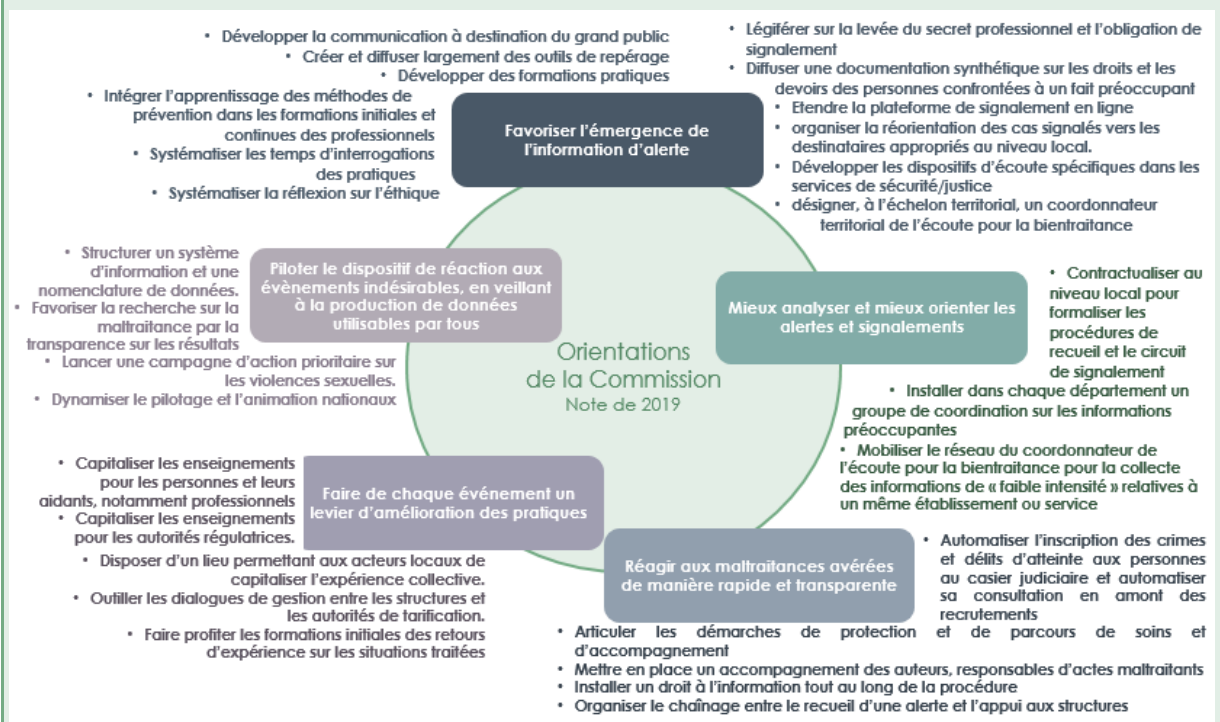 • Développer la communication à destination du grand public
• Créer et diffuser largement des outils de repérage
• Développer des formations pratiques
• Intégrer l'apprentissage des méthodes de
prévention dans les formations initiales et
continues des professionnels
• Systématiser les temps d'interrogations
des pratiques
• Systématiser la réflexion sur l'éthique
Favoriser l'émergence de
l'information d'alerte
• Légiférer sur la levée du secret professionnel et l'obligation de
signalement
• Diffuser une documentation synthétique sur les droits et les
devoirs des personnes confrontées à un fait préoccupant
• Etendre la plateforme de signalement en ligne
• organiser la réorientation des cas signalés vers les
destinataires appropriés au niveau local.
• Développer les dispositifs d'écoute spécifiques dans les
services de sécurité/justice
• désigner, à l'échelon territorial, un coordonnateur
territorial de l'écoute pour la bientraitance
• Structurer un système
d'information et une
nomenclature de données.
• Favoriser la recherche sur la
maltraitance par la
transparence sur les résultats
• Lancer une campagne d'action prioritaire sur
les violences sexuelles.
• Dynamiser le pilotage et l'animation nationaux
Piloter le dispositif de réaction aux
évènements indésirables, en veillant
à la production de données
utilisables par tous
Mieux analyser et mieux orienter les
alertes et signalements
• Contractualiser au
niveau local pour
formaliser les
procédures de
recueil et le circuit
de signalement
• Installer dans chaque département un
groupe de coordination sur les informations
préoccupantes
• Mobiliser le réseau du coordonnateur de
l'écoute pour la bientraitance pour la collecte
des informations de « faible intensité » relatives à
un même établissement ou service
Orientations
de la Commission
Note de 2019
• Capitaliser les enseignements
pour les personnes et leurs
aidants, notamment professionnels
• Capitaliser les enseignements
pour les autorités régulatrices.
• Disposer d'un lieu permettant aux acteurs locaux de
capitaliser l'expérience collective.
• Outiller les dialogues de gestion entre les structures et
les autorités de tarification.
• Faire profiter les formations initiales des retours
d'expérience sur les situations traitées
Faire de chaque événement un
levier d'amélioration des pratiques
Réagir aux maltraitances avérées
de manière rapide et transparente
• Automatiser l'inscription des crimes
et délits d'atteinte aux personnes
au casier judiciaire et automatiser
sa consultation en amont des
recrutements
• Articuler les démarches de protection et de parcours de soins et
d'accompagnement
• Mettre en place un accompagnement des auteurs, responsables d'actes maltraitants
• Installer un droit à l'information tout au long de la procédure
• Organiser le chaînage entre le recueil d'une alerte et l'appui aux structures